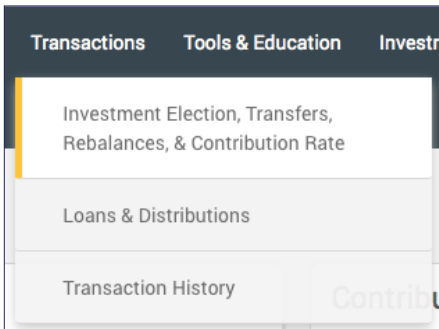 Transactions Tools & Education
Investment Election, Transfers,
Rebalances, & Contribution Rate
Loans & Distributions
Transaction History